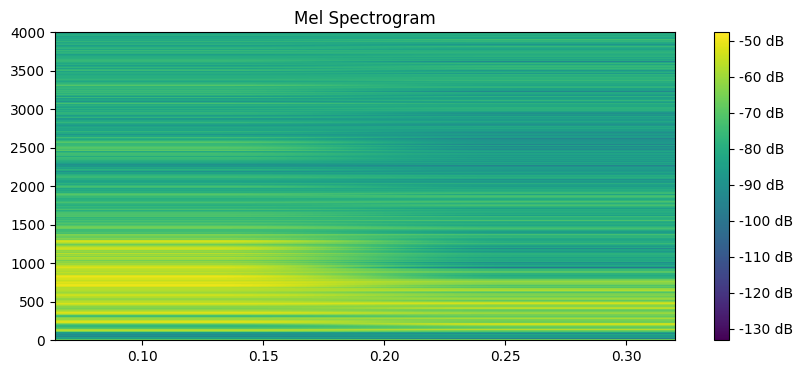 Mel Spectrogram
4000
3500
3000
2500
2000
1500
1000
500
0
0.10 0.15 0.20 0.25 0.30
-50 dB
-60 dB
-70 dB
-80 dB
-90 dB
-100 dB
-110 dB
-120 dB
-130 dB